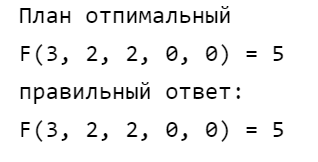 План отпимальный
F(3, 2, 2, 0, 0) = 5
правильный ответ:
F(3, 2, 2, 0, 0) = 5